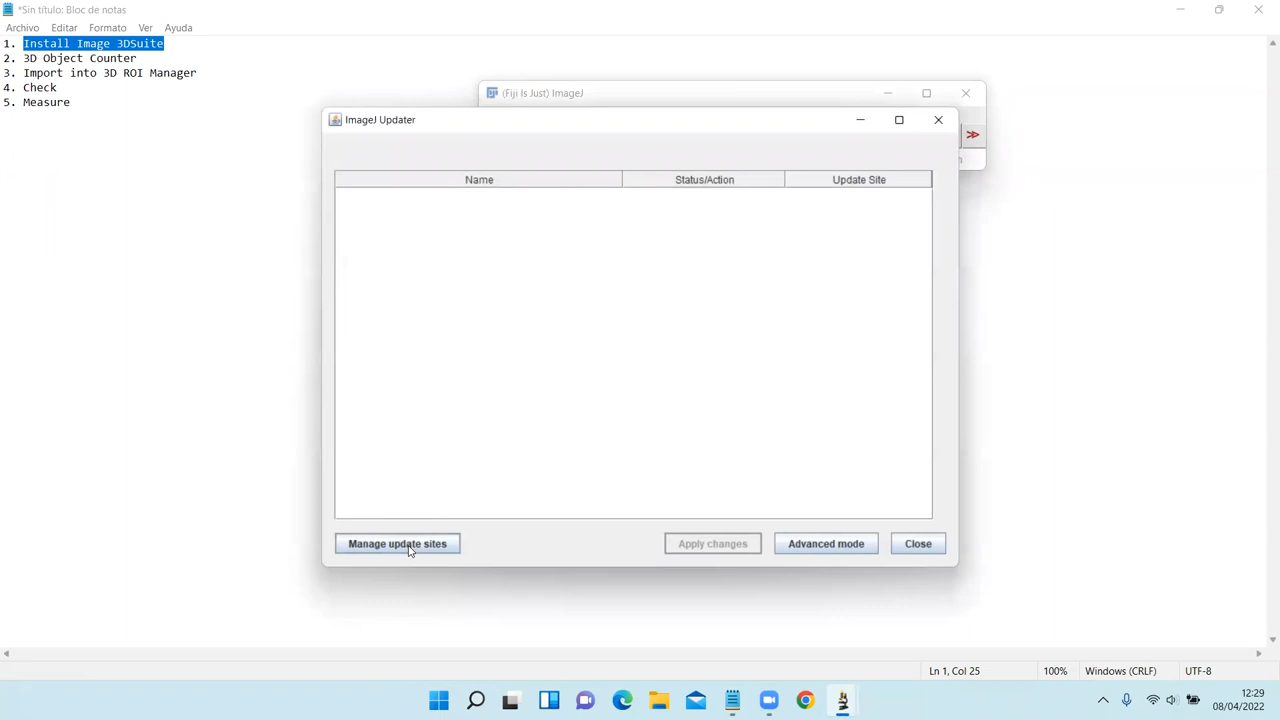 *Sin título: Bloc de notas
Archivo Editar Formato Ver Ayuda
1. Install Image 3DSuite
2. 3D Object Counter
3. Import into 3D ROI Manager
4. Check
5. Measure
(Fiji Is Just) ImageJ
ImageJ Updater
Name Status/Action Update Site
Manage update sites Apply changes Advanced mode Close
Ln 1, Col 25 100% Windows (CRLF) UTF-8
12:29
08/04/2022